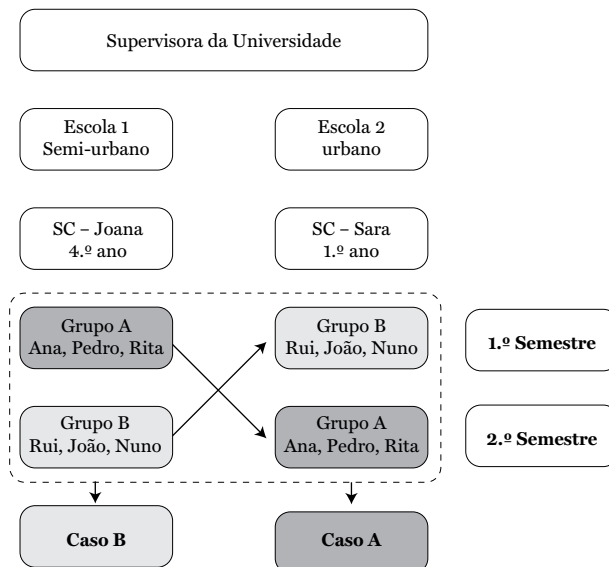 Supervisora da Universidade
Escola 1
Semi-urbano
Escola 2
urbano
SC – Joana
4.º ano
SC – Sara
1.º ano
Grupo A
Ana, Pedro, Rita
Grupo B
Rui, João, Nuno
1.º Semestre
Grupo B
Rui, João, Nuno
Grupo A
Ana, Pedro, Rita
2.º Semestre
Caso B
Caso A